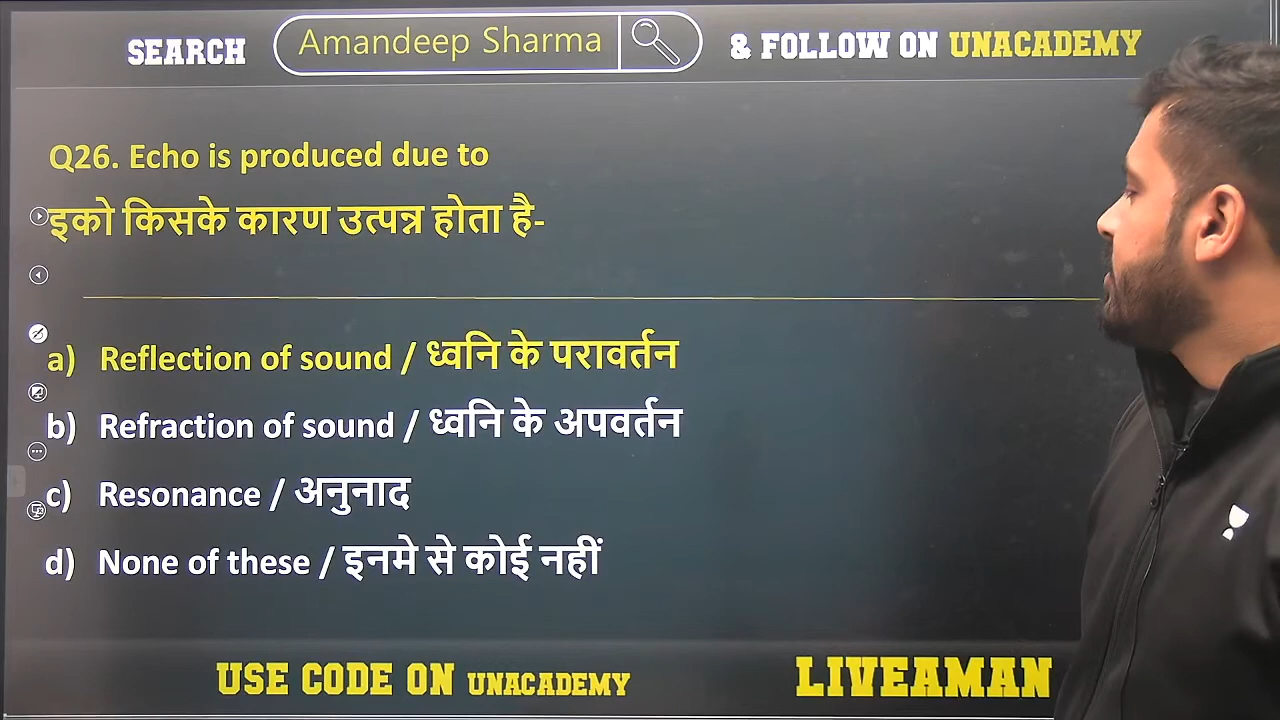 SEARCH Amandeep Sharma & FOLLOW ON UNACADEMY
Q26. Echo is produced due to
इको किसके कारण उत्पन्न होता है-
a) Reflection of sound / ध्वनि के परावर्तन
b) Refraction of sound / ध्वनि के अपवर्तन
c) Resonance / अनुनाद
d) None of these / इनमे से कोई नहीं
USE CODE ON UNACADEMY LIVEAMAN